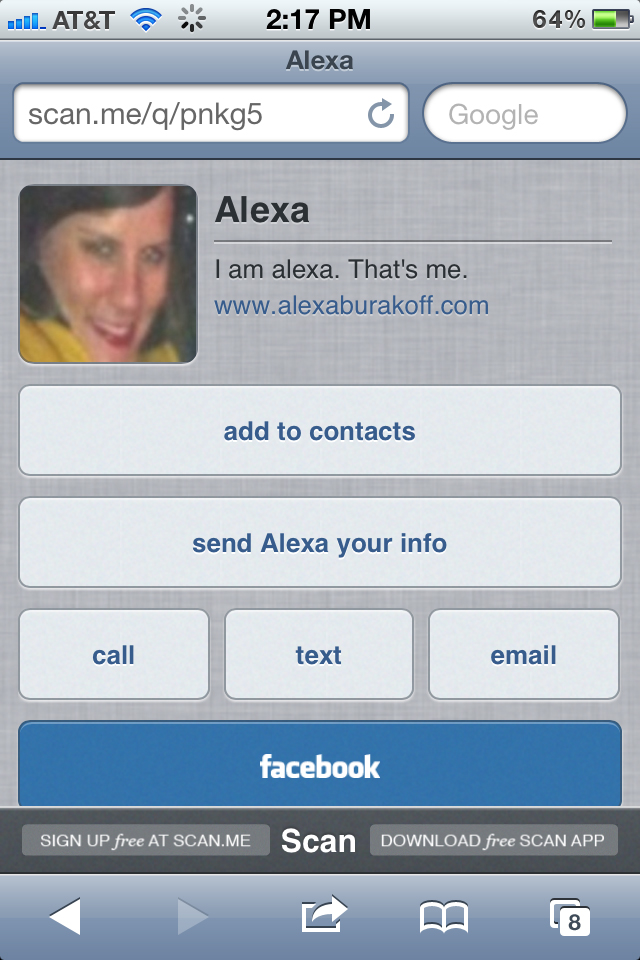 AT&T 2:17 PM 64%
Alexa
scan.me/q/pnkg5 Google
Alexa
I am alexa. That's me.
www.alexaburakoff.com
add to contacts
send Alexa your info
call text email
facebook
SIGN UP free AT SCAN.ME Scan DOWNLOAD free SCAN APP
8